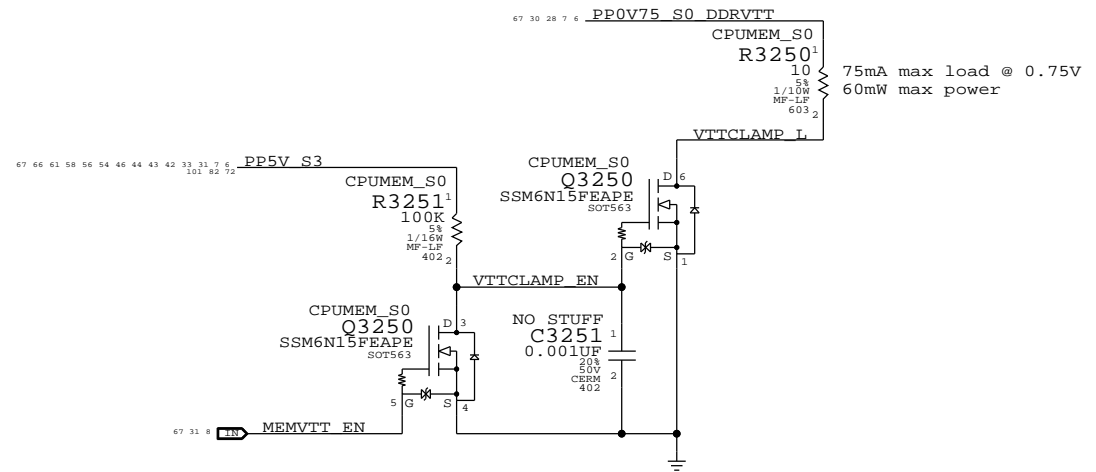 67 30 28 7 6 PP0V75_S0_DDRVTT
CPUMEM_S0
R3250 1
10
5%
1/10W
MF-LF
603 2
75mA max load @ 0.75V
60mW max power
VTTCLAMP_L
67 66 61 58 56 54 46 44 43 42 33 31 7 6 PP5V_S3
101 82 72
CPUMEM_S0
R3251 1
100K
5%
1/16W
MF-LF
402 2
CPUMEM_S0
Q3250
SSM6N15FEAPE
SOT563
D 6
2 G S 1
VTTCLAMP_EN
CPUMEM_S0
Q3250
SSM6N15FEAPE
SOT563
D 3
5 G S 4
NO STUFF
C3251 1
0.001UF
20%
50V
CERM
402
2
67 31 8 IN MEMVTT_EN